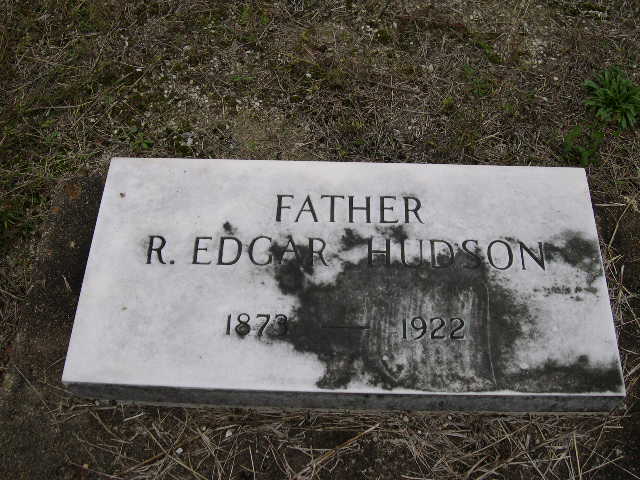 FATHER
R. EDGAR HUDSON
1873 — 1922